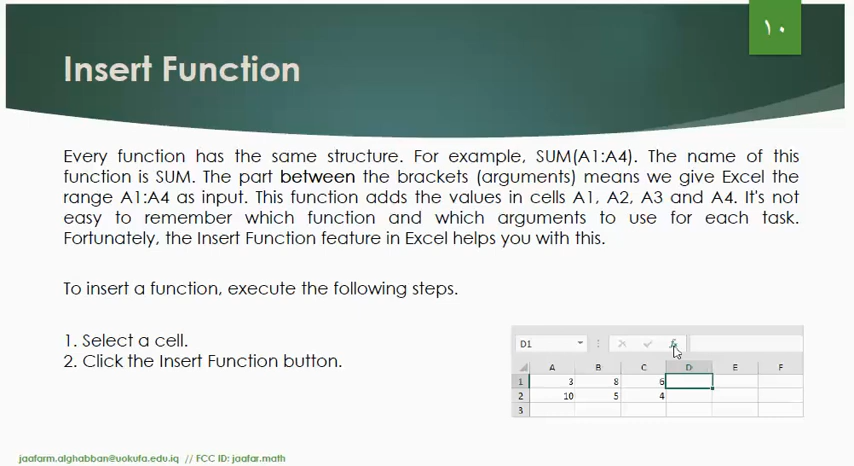 ١٠
Insert Function
Every function has the same structure. For example, SUM(A1:A4). The name of this
function is SUM. The part between the brackets (arguments) means we give Excel the
range A1:A4 as input. This function adds the values in cells A1, A2, A3 and A4. It's not
easy to remember which function and which arguments to use for each task.
Fortunately, the Insert Function feature in Excel helps you with this.
To insert a function, execute the following steps.
1. Select a cell.
2. Click the Insert Function button.
D1 fx
A B C D E F
1 3 8 6
2 10 5 4
3
jaafarm.alghabban@uokufa.edu.iq // FCC ID: jaafar.math